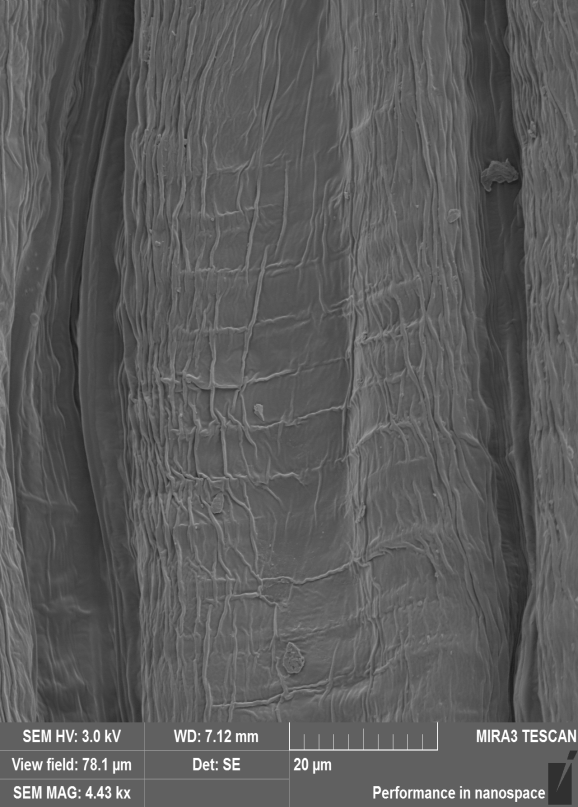 SEM HV: 3.0 kV WD: 7.12 mm MIRA3 TESCAN
View field: 78.1 µm Det: SE 20 µm
SEM MAG: 4.43 kx Performance in nanospace